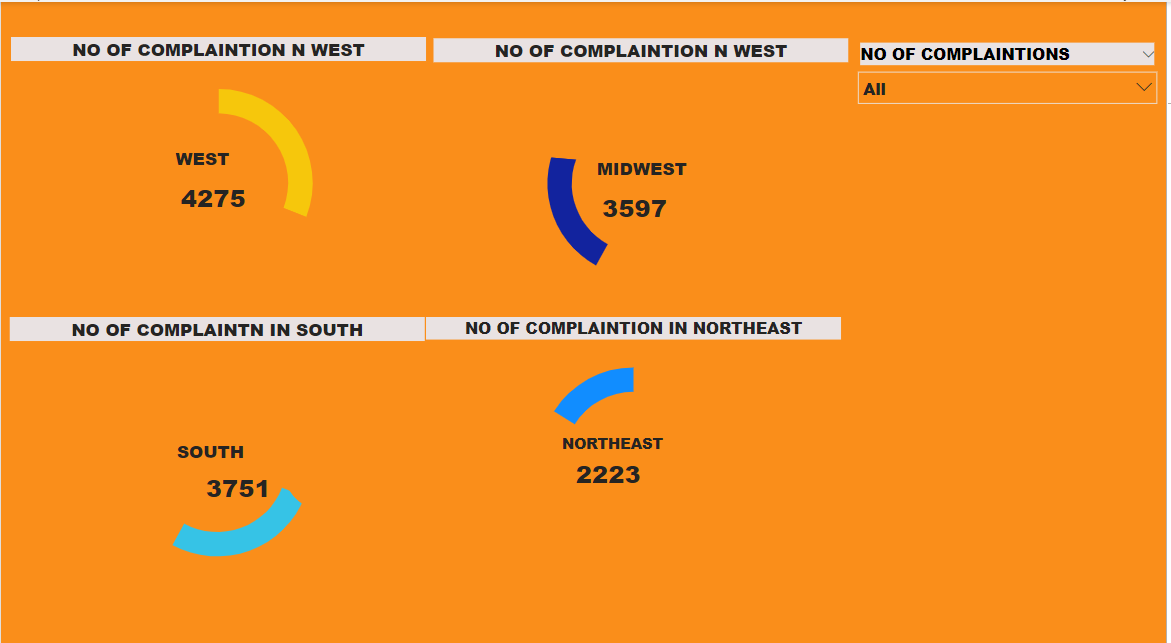 NO OF COMPLAINTION N WEST
NO OF COMPLAINTION N WEST
NO OF COMPLAINTIONS
All
WEST
4275
MIDWEST
3597
NO OF COMPLAINTN IN SOUTH
NO OF COMPLAINTION IN NORTHEAST
SOUTH
3751
NORTHEAST
2223